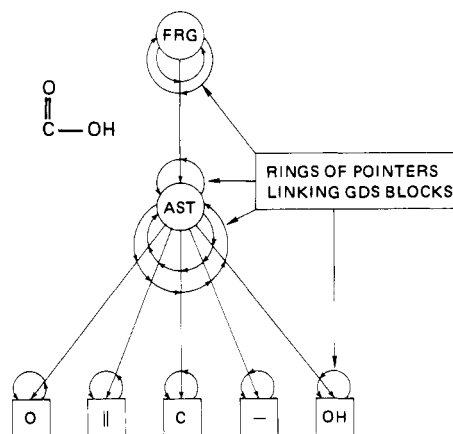 FRG
O
||
C — OH
RINGS OF POINTERS
LINKING GDS BLOCKS
AST
O || C — OH